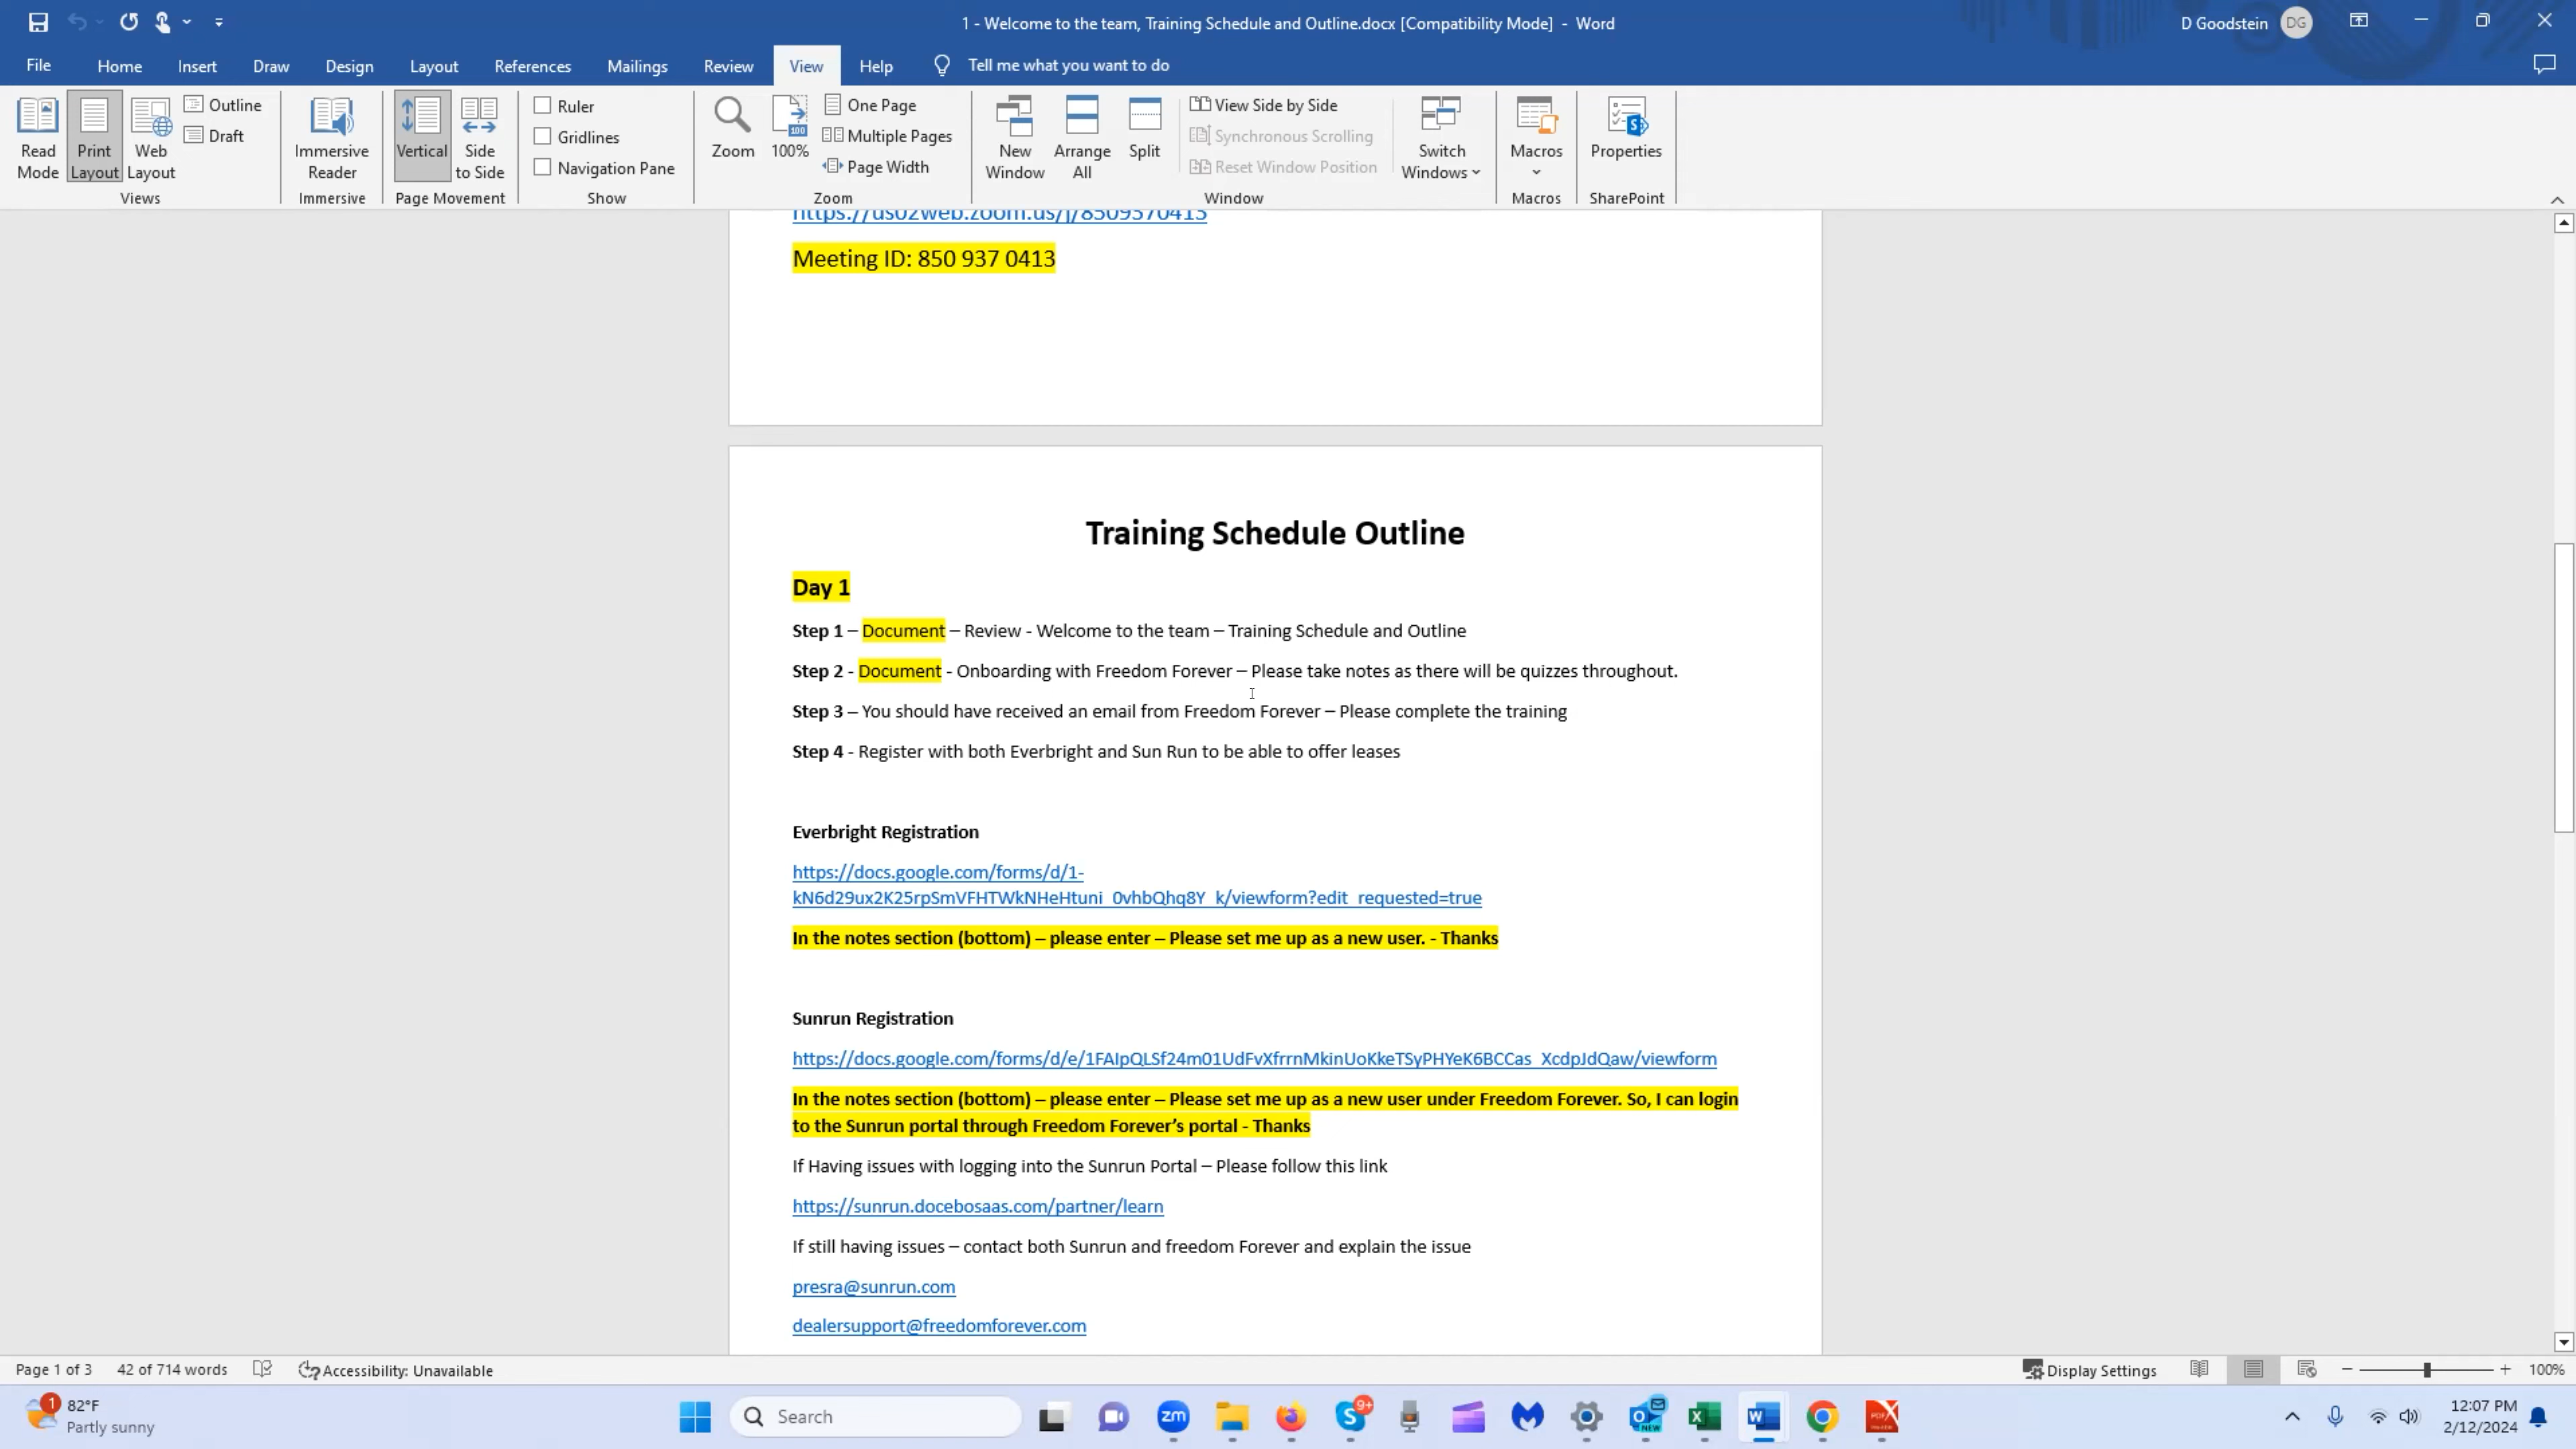 1 - Welcome to the team, Training Schedule and Outline.docx [Compatibility Mode] - Word
D Goodstein DG
File Home Insert Draw Design Layout References Mailings Review View Help Tell me what you want to do
Read Mode
Print Layout
Web Layout
Outline
Draft
Views
Immersive Reader
Immersive
Vertical
Side to Side
Page Movement
Ruler
Gridlines
Navigation Pane
Show
Zoom
100
100%
One Page
Multiple Pages
Page Width
Zoom
New Window
Arrange All
Split
View Side by Side
Synchronous Scrolling
Reset Window Position
Switch Windows
Window
Macros
Macros
Properties
SharePoint
https://us02web.zoom.us/j/8509370413
Meeting ID: 850 937 0413
Training Schedule Outline
Day 1
Step 1 – Document – Review - Welcome to the team – Training Schedule and Outline
Step 2 - Document - Onboarding with Freedom Forever – Please take notes as there will be quizzes throughout.
Step 3 – You should have received an email from Freedom Forever – Please complete the training
Step 4 - Register with both Everbright and Sun Run to be able to offer leases
Everbright Registration
https://docs.google.com/forms/d/1-
kN6d29ux2K25rpSmVFHTWkNHeHtuni_0vhbQhq8Y_k/viewform?edit_requested=true
In the notes section (bottom) – please enter – Please set me up as a new user. - Thanks
Sunrun Registration
https://docs.google.com/forms/d/e/1FAIpQLSf24m01UdFvXfrrnMkinUoKkeTSyPHYeK6BCCas_XcdpJdQaw/viewform
In the notes section (bottom) – please enter – Please set me up as a new user under Freedom Forever. So, I can login
to the Sunrun portal through Freedom Forever’s portal - Thanks
If Having issues with logging into the Sunrun Portal – Please follow this link
https://sunrun.docebosaas.com/partner/learn
If still having issues – contact both Sunrun and freedom Forever and explain the issue
presra@sunrun.com
dealersupport@freedomforever.com
Page 1 of 3 42 of 714 words Accessibility: Unavailable Display Settings 100%
1
82°F
Partly sunny
Search
zm
S 9+
NEW
X
W
12:07 PM
2/12/2024